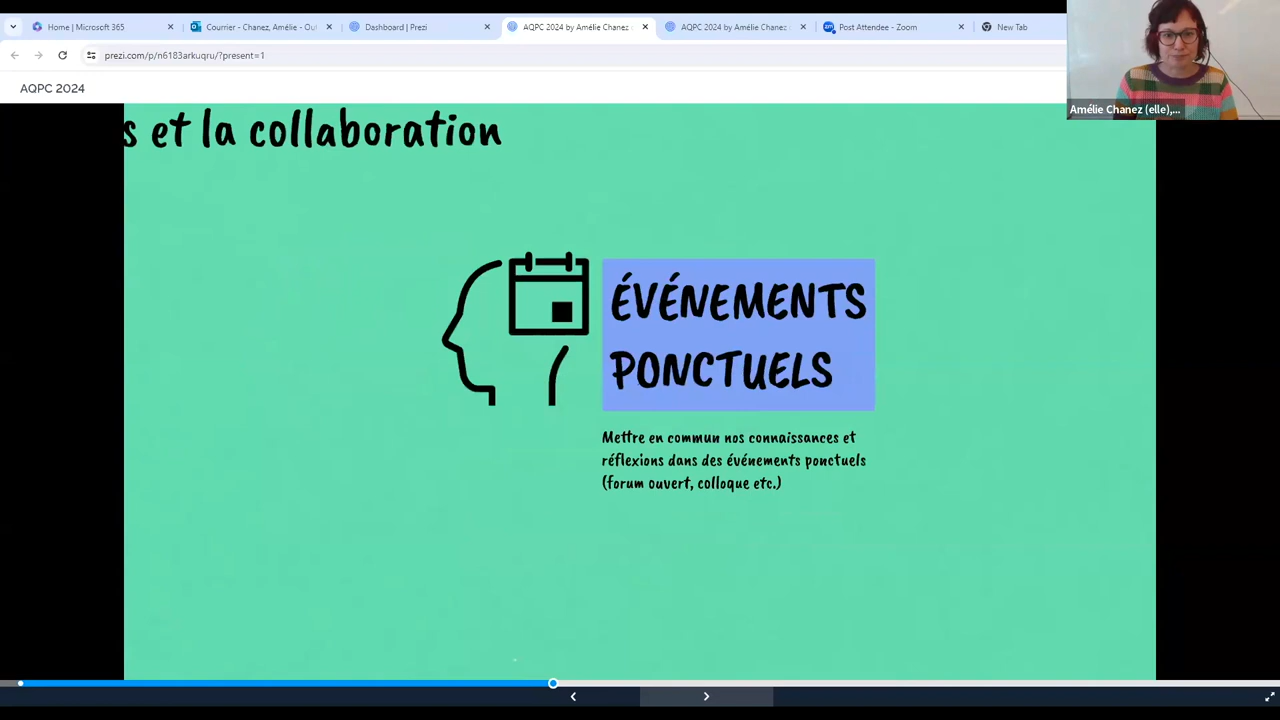 Home | Microsoft 365
Courrier - Chanez, Amélie - Out
Dashboard | Prezi
AQPC 2024 by Amélie Chanez
AQPC 2024 by Amélie Chanez
Post Attendee - Zoom
New Tab
prezi.com/p/n6183arkuqru/?present=1
Amélie Chanez (elle),...
AQPC 2024
s et la collaboration
ÉVÉNEMENTS
PONCTUELS
Mettre en commun nos connaissances et
réflexions dans des événements ponctuels
(forum ouvert, colloque etc.)